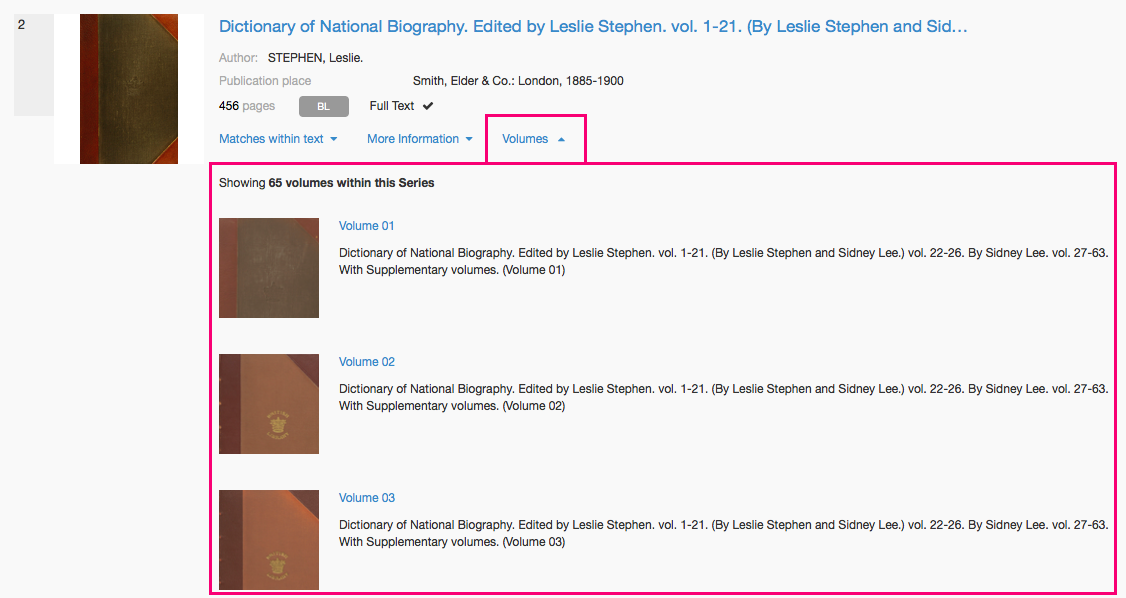 2
Dictionary of National Biography. Edited by Leslie Stephen. vol. 1-21. (By Leslie Stephen and Sid…
Author: STEPHEN, Leslie.
Publication place Smith, Elder & Co.: London, 1885-1900
456 pages BL Full Text ✔
Matches within text More Information Volumes
Showing 65 volumes within this Series
Volume 01
Dictionary of National Biography. Edited by Leslie Stephen. vol. 1-21. (By Leslie Stephen and Sidney Lee.) vol. 22-26. By Sidney Lee. vol. 27-63.
With Supplementary volumes. (Volume 01)
Volume 02
Dictionary of National Biography. Edited by Leslie Stephen. vol. 1-21. (By Leslie Stephen and Sidney Lee.) vol. 22-26. By Sidney Lee. vol. 27-63.
With Supplementary volumes. (Volume 02)
Volume 03
Dictionary of National Biography. Edited by Leslie Stephen. vol. 1-21. (By Leslie Stephen and Sidney Lee.) vol. 22-26. By Sidney Lee. vol. 27-63.
With Supplementary volumes. (Volume 03)